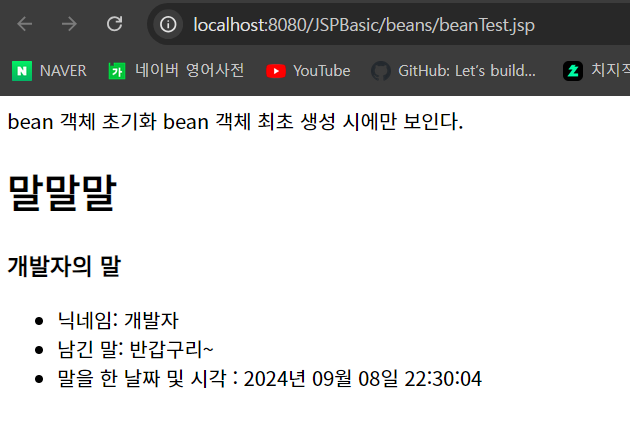 localhost:8080/JSPBasic/beans/beanTest.jsp
NAVER 네이버 영어사전 YouTube GitHub: Let's build... 치지직
bean 객체 초기화 bean 객체 최초 생성 시에만 보인다.
말말말
개발자의 말
닉네임: 개발자
남긴 말: 반갑구리~
말을 한 날짜 및 시각 : 2024년 09월 08일 22:30:04